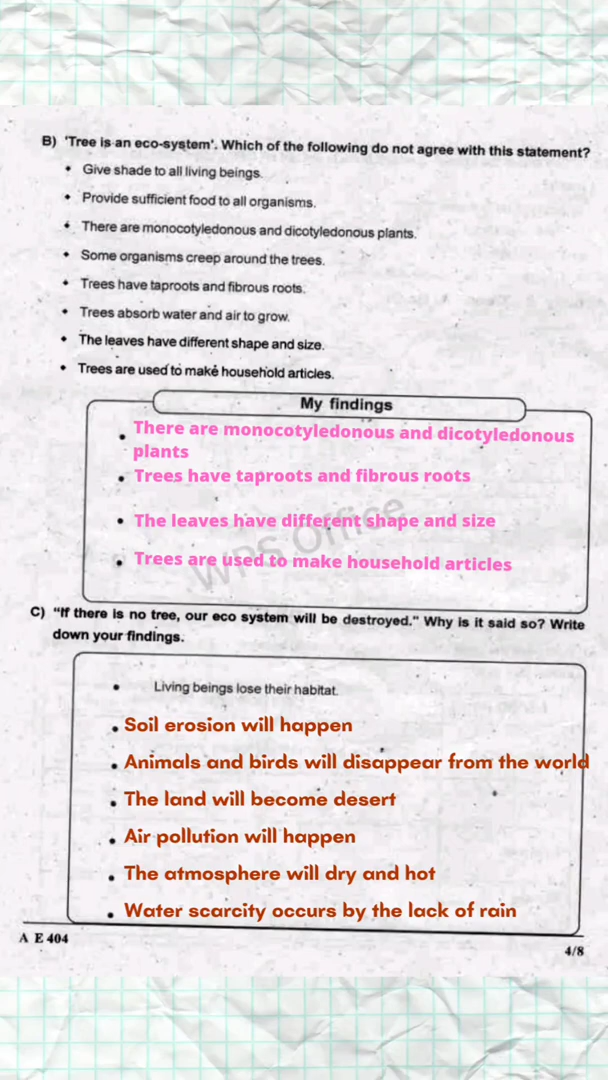 B) 'Tree is an eco-system'. Which of the following do not agree with this statement?
• Give shade to all living beings.
• Provide sufficient food to all organisms.
• There are monocotyledonous and dicotyledonous plants.
• Some organisms creep around the trees.
• Trees have taproots and fibrous roots.
• Trees absorb water and air to grow.
• The leaves have different shape and size.
• Trees are used to make household articles.
My findings
• There are monocotyledonous and dicotyledonous
plants
• Trees have taproots and fibrous roots
• The leaves have different shape and size
• Trees are used to make household articles
WPS Office
C) "If there is no tree, our eco system will be destroyed." Why is it said so? Write
down your findings.
• Living beings lose their habitat.
• Soil erosion will happen
• Animals and birds will disappear from the world
• The land will become desert
• Air pollution will happen
• The atmosphere will dry and hot
• Water scarcity occurs by the lack of rain
A E 404
4/8